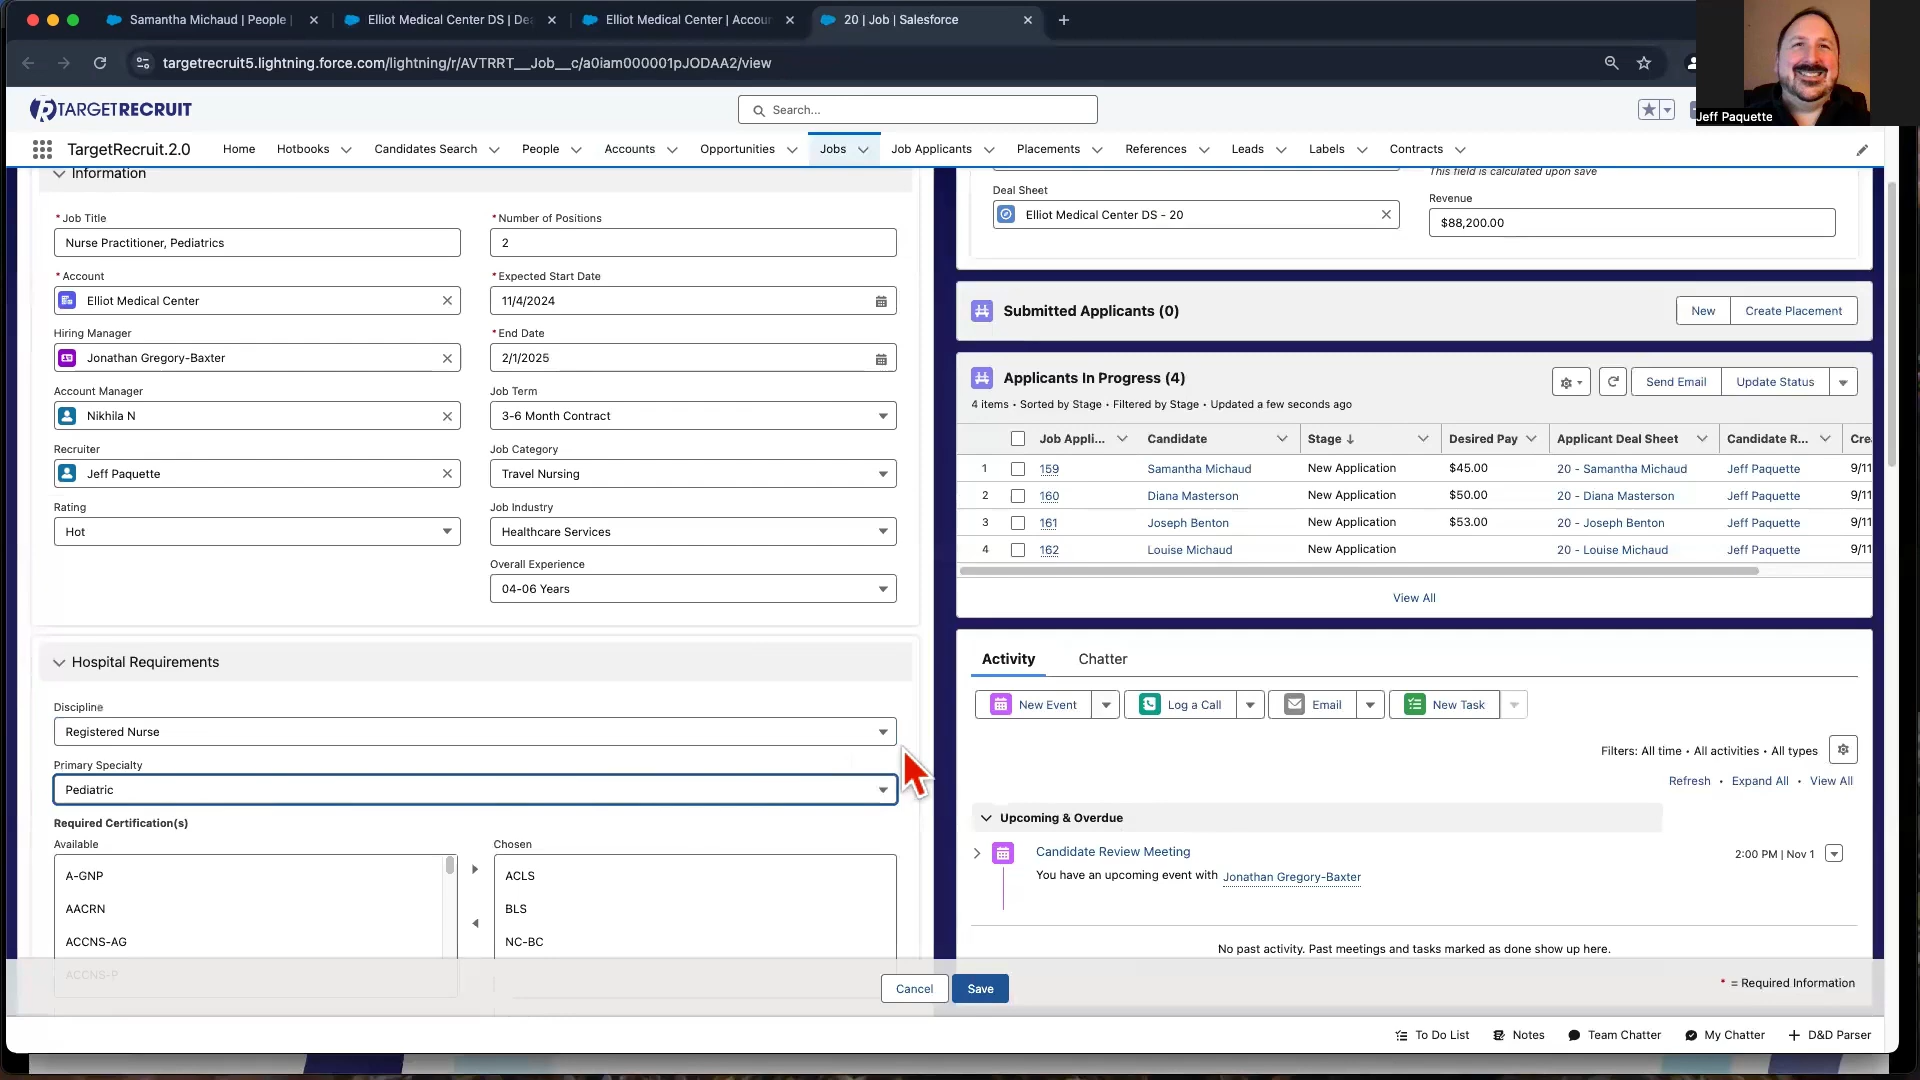 Samantha Michaud | People |
Elliot Medical Center DS | De
Elliot Medical Center | Accou
20 | Job | Salesforce
targetrecruit5.lightning.force.com/lightning/r/AVTRRT__Job__c/a0iam000001pJODAA2/view
Jeff Paquette
TARGETRECRUIT
Search...
TargetRecruit.2.0
Home
Hotbooks
Candidates Search
People
Accounts
Opportunities
Jobs
Job Applicants
Placements
References
Leads
Labels
Contracts
Information
* Job Title
Nurse Practitioner, Pediatrics
* Number of Positions
2
* Account
Elliot Medical Center
* Expected Start Date
11/4/2024
Hiring Manager
Jonathan Gregory-Baxter
* End Date
2/1/2025
Account Manager
Nikhila N
Job Term
3-6 Month Contract
Recruiter
Jeff Paquette
Job Category
Travel Nursing
Rating
Hot
Job Industry
Healthcare Services
Overall Experience
04-06 Years
Hospital Requirements
Discipline
Registered Nurse
Primary Specialty
Pediatric
Required Certification(s)
Available
A-GNP
AACRN
ACCNS-AG
ACCNS-P
Chosen
ACLS
BLS
NC-BC
This field is calculated upon save
Deal Sheet
Elliot Medical Center DS - 20
Revenue
$88,200.00
Submitted Applicants (0)
New
Create Placement
Applicants In Progress (4)
4 items • Sorted by Stage • Filtered by Stage • Updated a few seconds ago
Send Email
Update Status
Job Appli... Candidate Stage ↓ Desired Pay Applicant Deal Sheet Candidate R... Cre
1 159 Samantha Michaud New Application $45.00 20 - Samantha Michaud Jeff Paquette 9/11
2 160 Diana Masterson New Application $50.00 20 - Diana Masterson Jeff Paquette 9/11
3 161 Joseph Benton New Application $53.00 20 - Joseph Benton Jeff Paquette 9/11
4 162 Louise Michaud New Application 20 - Louise Michaud Jeff Paquette 9/11
View All
Activity
Chatter
New Event
Log a Call
Email
New Task
Filters: All time • All activities • All types
Refresh • Expand All • View All
Upcoming & Overdue
Candidate Review Meeting
2:00 PM | Nov 1
You have an upcoming event with Jonathan Gregory-Baxter
No past activity. Past meetings and tasks marked as done show up here.
Cancel
Save
* = Required Information
To Do List
Notes
Team Chatter
My Chatter
D&D Parser